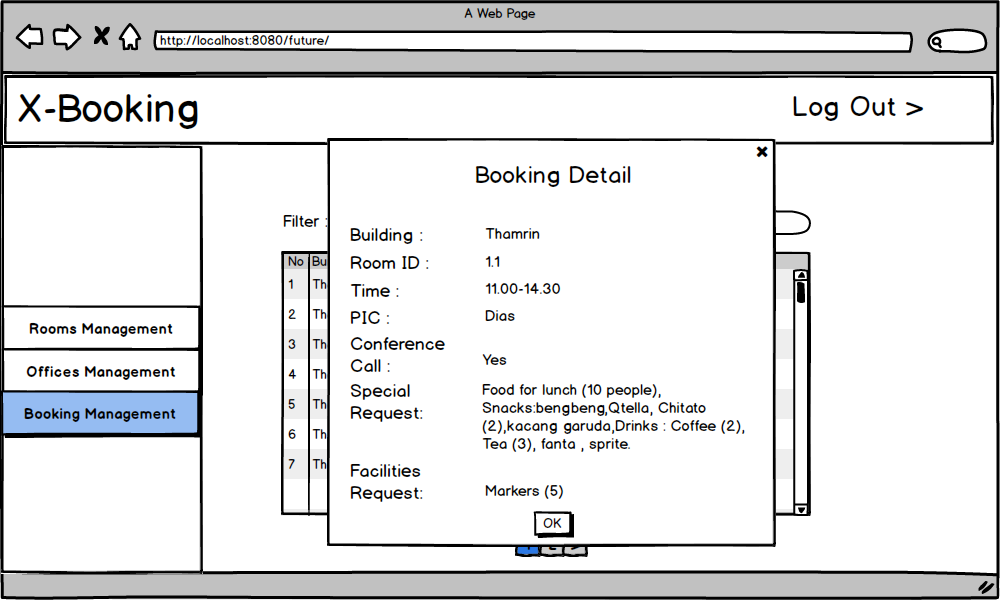 A Web Page
http://localhost:8080/future/
X-Booking
Log Out >
Rooms Management
Offices Management
Booking Management
Filter :
No Bu
1 Th
2 Th
3 Th
4 Th
5 Th
6 Th
7 Th
Booking Detail
Building : Thamrin
Room ID : 1.1
Time : 11.00-14.30
PIC : Dias
Conference
Call : Yes
Special
Request:
Food for lunch (10 people),
Snacks:bengbeng,Qtella, Chitato
(2),kacang garuda,Drinks : Coffee (2),
Tea (3), fanta , sprite.
Facilities
Request: Markers (5)
OK